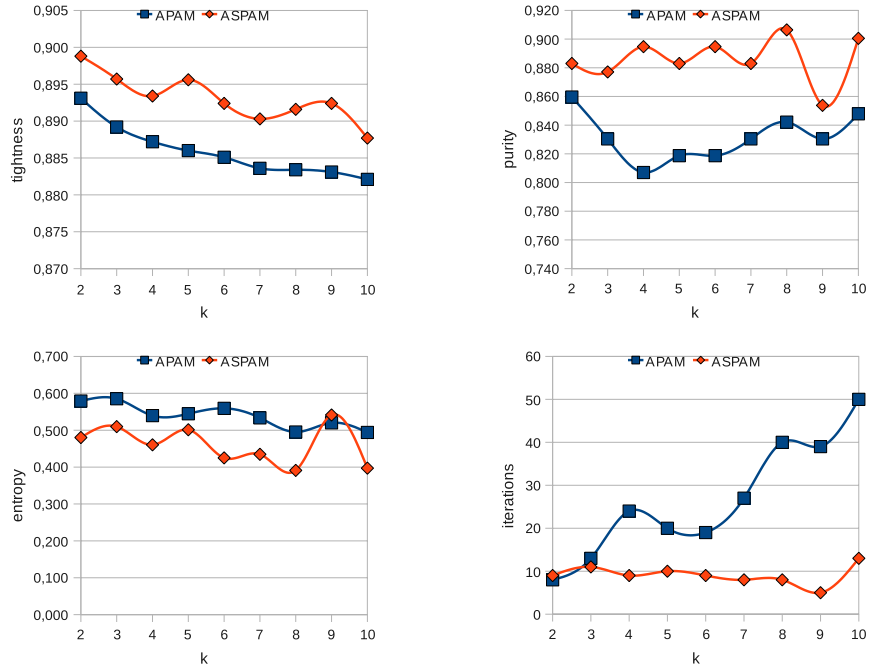 APAM ASPAM
0,905
0,900
0,895
0,890
0,885
0,880
0,875
0,870
tighmess
2 3 4 5 6 7 8 9 10
k
APAM ASPAM
0,920
0,900
0,880
0,860
0,840
0,820
0,800
0,780
0,760
0,740
purity
2 3 4 5 6 7 8 9 10
k
APAM ASPAM
0,700
0,600
0,500
0,400
0,300
0,200
0,100
0,000
entropy
2 3 4 5 6 7 8 9 10
k
APAM ASPAM
60
50
40
30
20
10
0
iterations
2 3 4 5 6 7 8 9 10
k